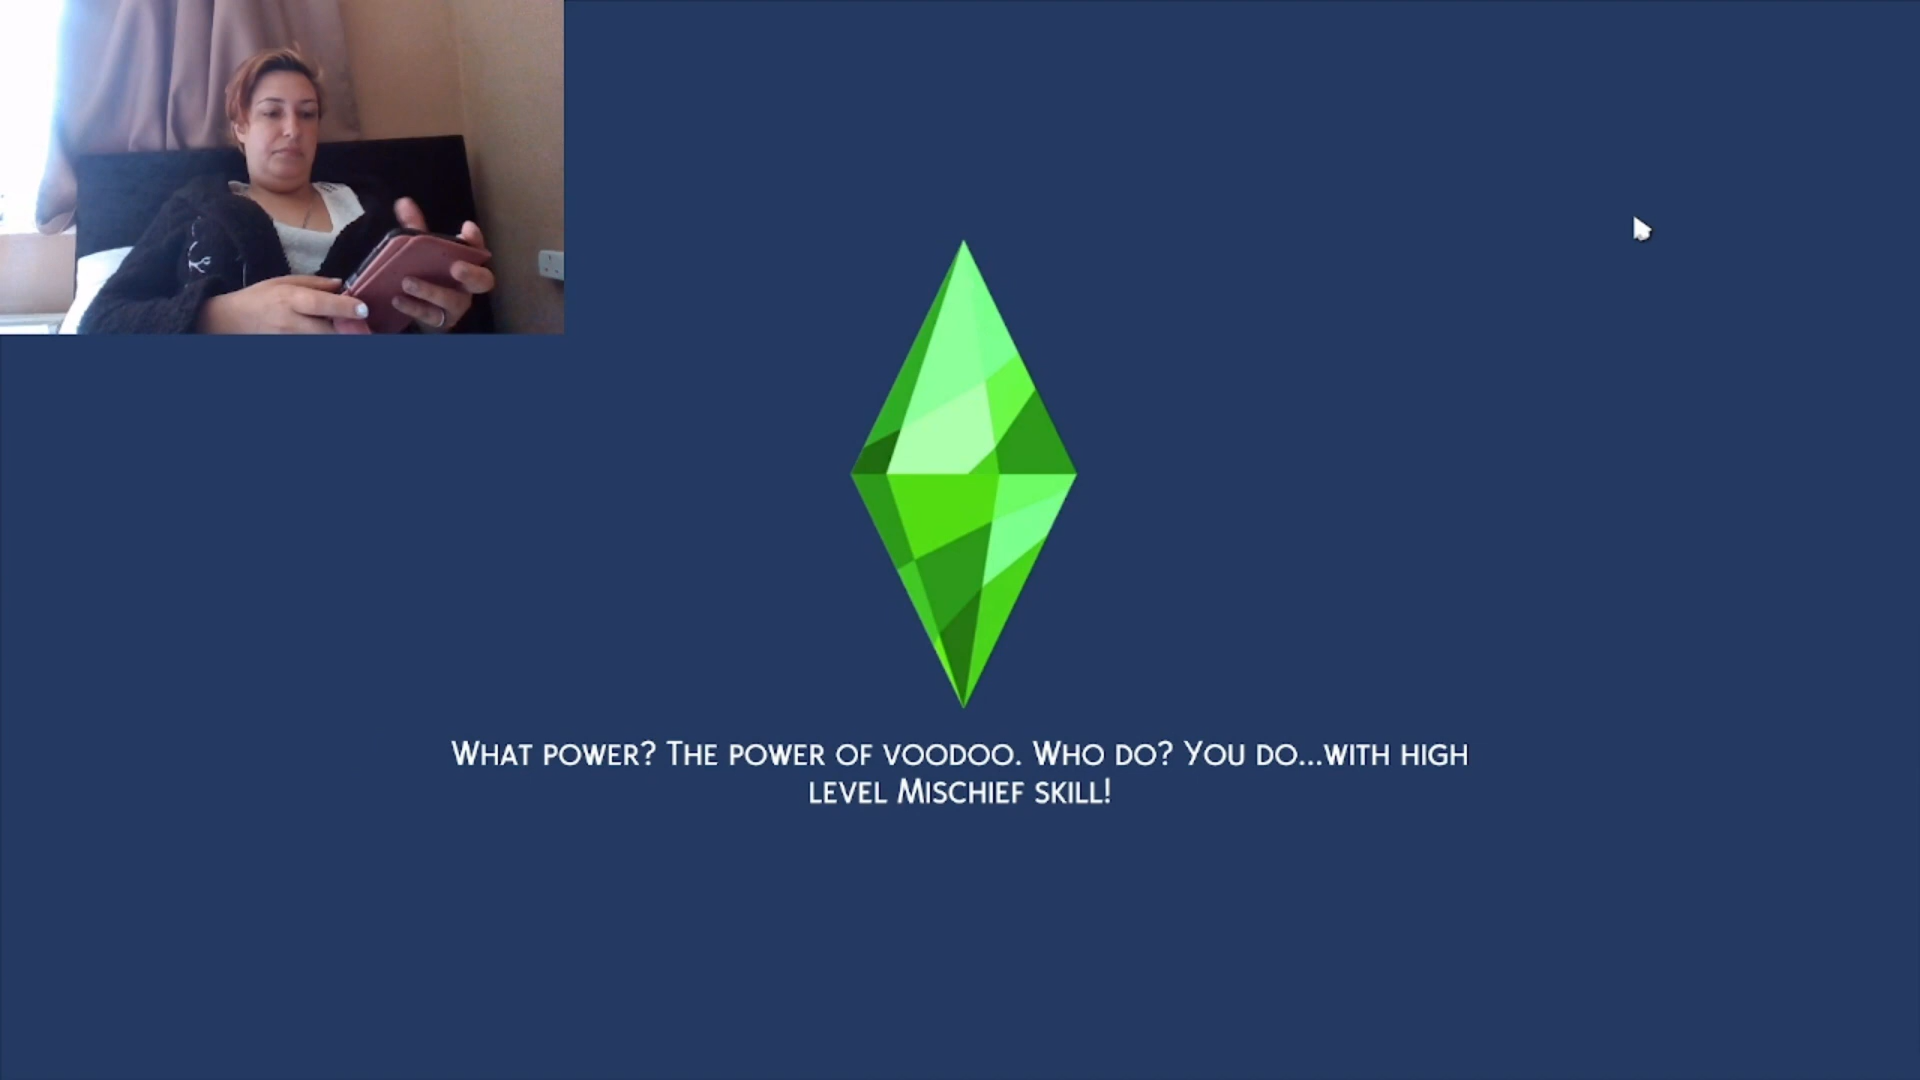 What power? The power of voodoo. Who do? You do...with high
level Mischief skill!